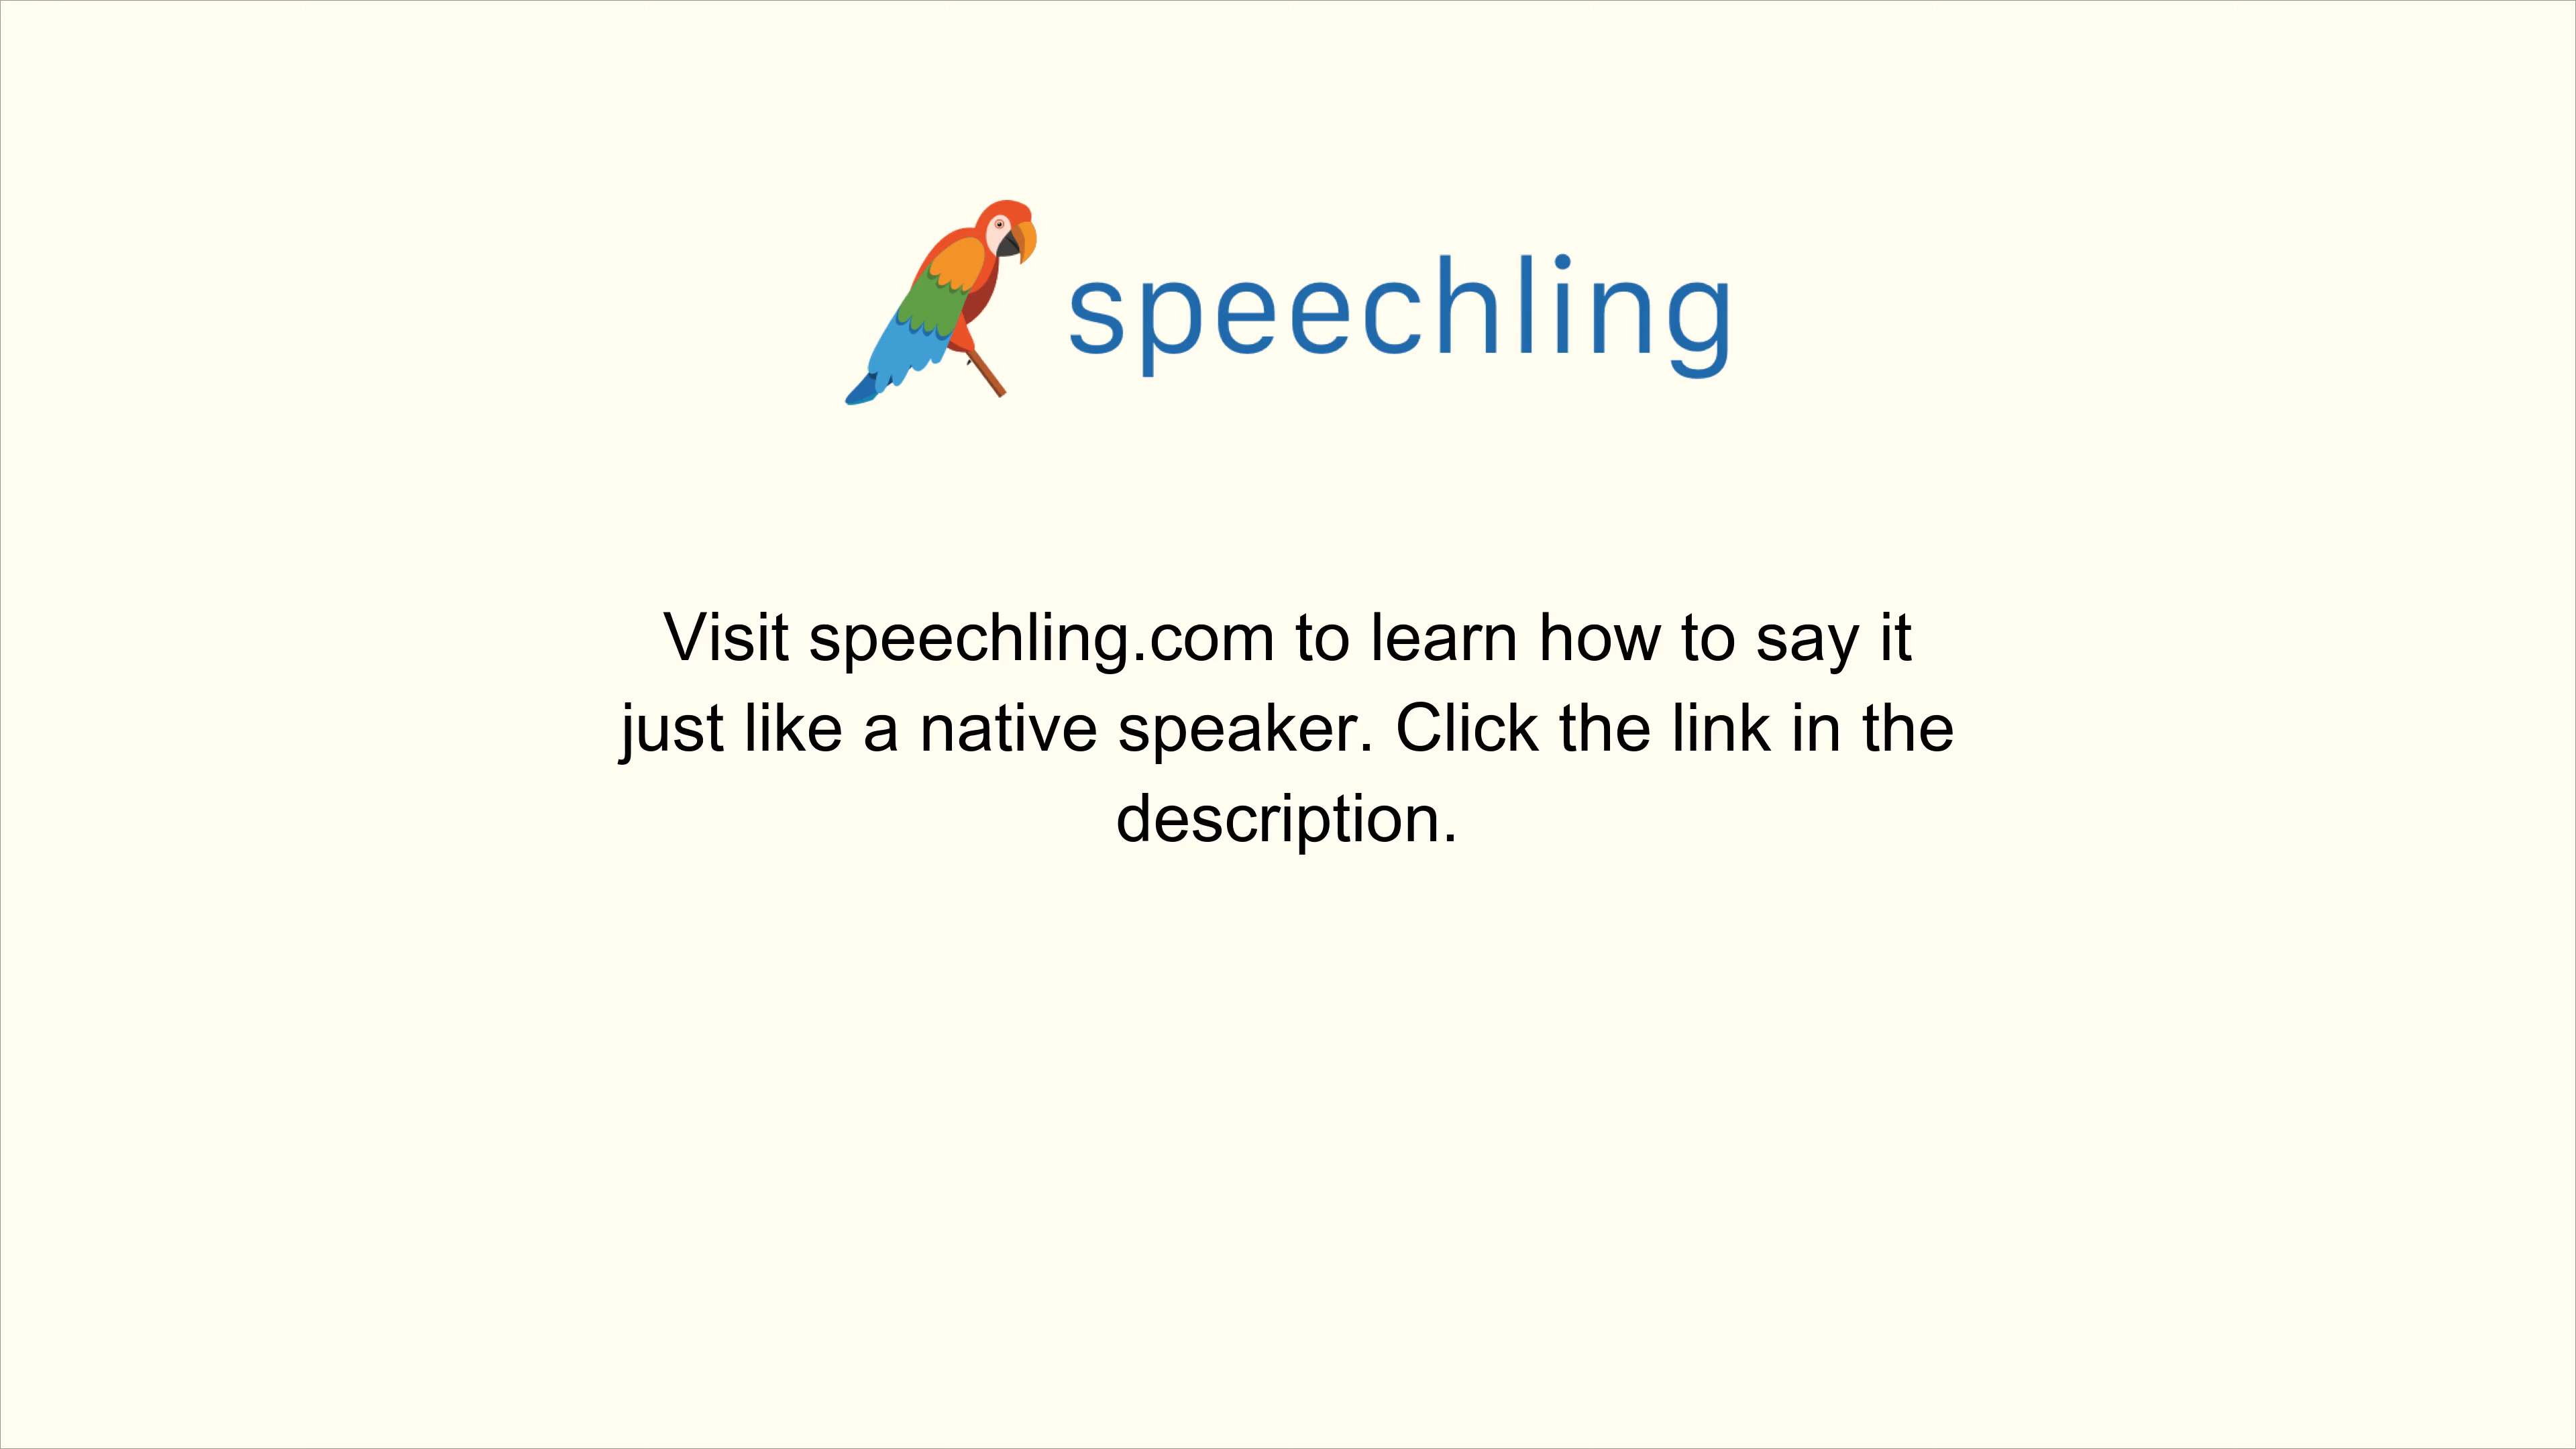 speechling
Visit speechling.com to learn how to say it
just like a native speaker. Click the link in the
description.